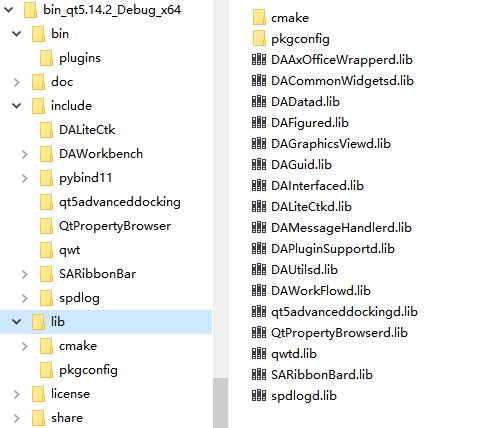 bin_qt5.14.2_Debug_x64
bin
plugins
doc
include
DALiteCtk
DAWorkbench
pybind11
qt5advanceddocking
QtPropertyBrowser
qwt
SARibbonBar
spdlog
lib
cmake
pkgconfig
license
share
cmake
pkgconfig
DAAxOfficeWrapperd.lib
DACommonWidgetsd.lib
DADatad.lib
DAFigured.lib
DAGraphicsViewd.lib
DAGuid.lib
DAInterfaced.lib
DALiteCtkd.lib
DAMessageHandlerd.lib
DAPluginSupportd.lib
DAUtilsd.lib
DAWorkFlowd.lib
qt5advanceddockingd.lib
QtPropertyBrowserd.lib
qwtd.lib
SARibbonBard.lib
spdlogd.lib